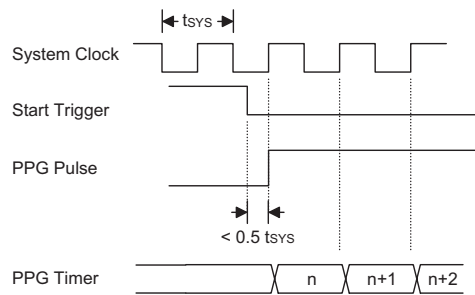 tSYS
System Clock
Start Trigger
PPG Pulse
< 0.5 tSYS
PPG Timer n n+1 n+2